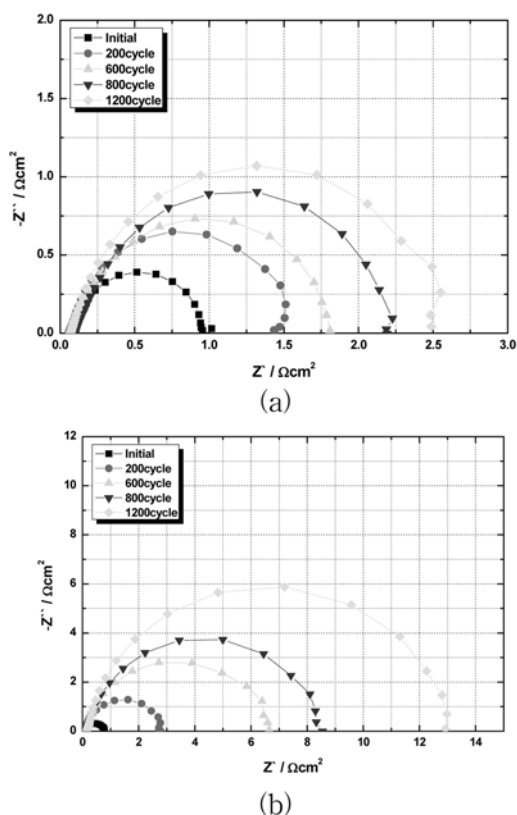 2.0
Initial
200cycle
600cycle
800cycle
1200cycle
1.5
1.0
0.5
0.0
-Z`` / Ωcm²
0.0 0.5 1.0 1.5 2.0 2.5 3.0
Z` / Ωcm²
(a)
12
Initial
200cycle
600cycle
800cycle
1200cycle
10
8
6
4
2
0
-Z`` / Ωcm²
0 2 4 6 8 10 12 14
Z` / Ωcm²
(b)